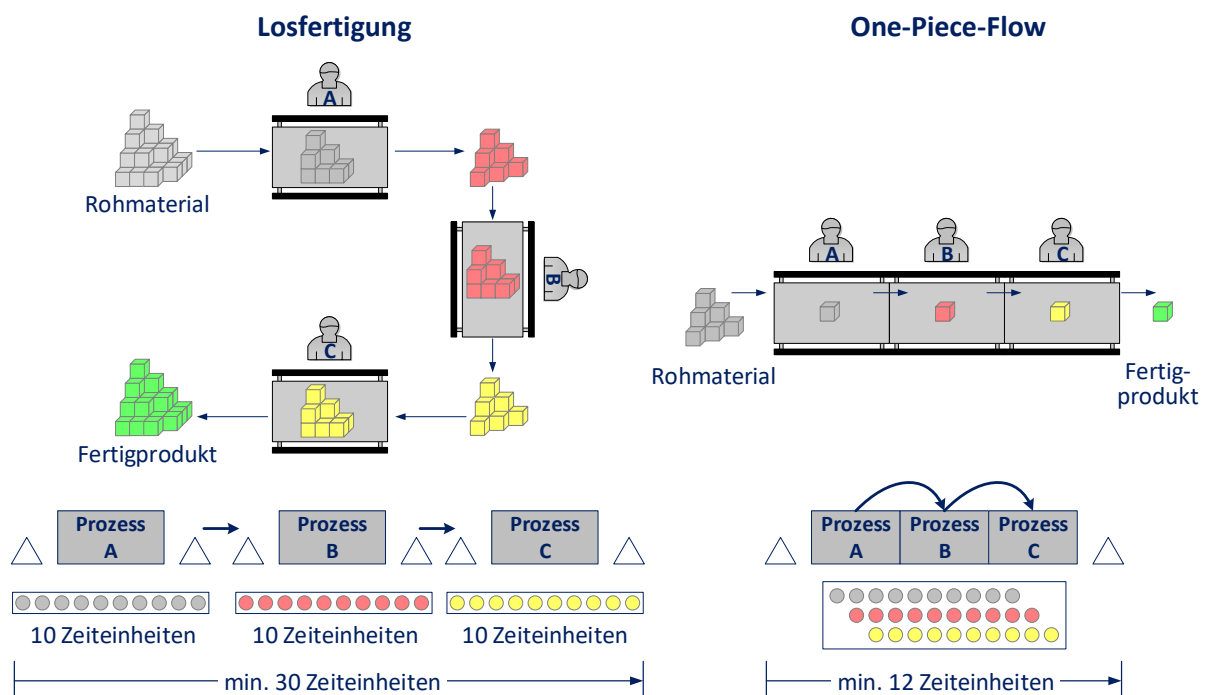 Losfertigung
A
Rohmaterial
B
C
Fertigprodukt
Prozess
A
Prozess
B
Prozess
C
10 Zeiteinheiten
10 Zeiteinheiten
10 Zeiteinheiten
min. 30 Zeiteinheiten
One-Piece-Flow
A
B
C
Rohmaterial
Fertig-
produkt
Prozess
A
Prozess
B
Prozess
C
min. 12 Zeiteinheiten